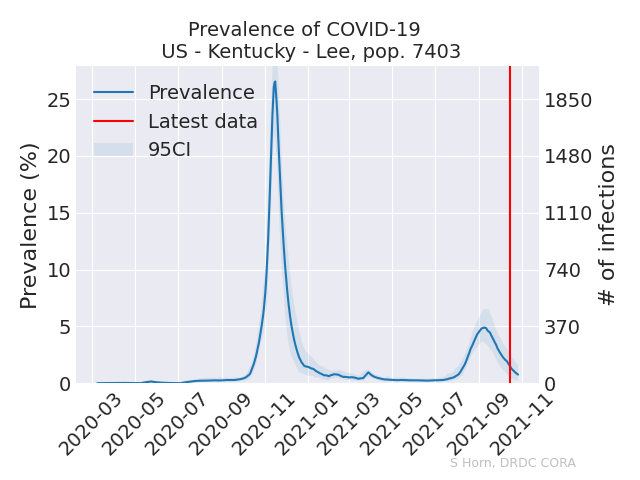 Prevalence of COVID-19
US - Kentucky - Lee, pop. 7403
Prevalence
Latest data
95CI
Prevalence (%)
25
20
15
10
5
0
# of infections
1850
1480
1110
740
370
0
2020-03
2020-05
2020-07
2020-09
2020-11
2021-01
2021-03
2021-05
2021-07
2021-09
2021-11
S Horn, DRDC CORA